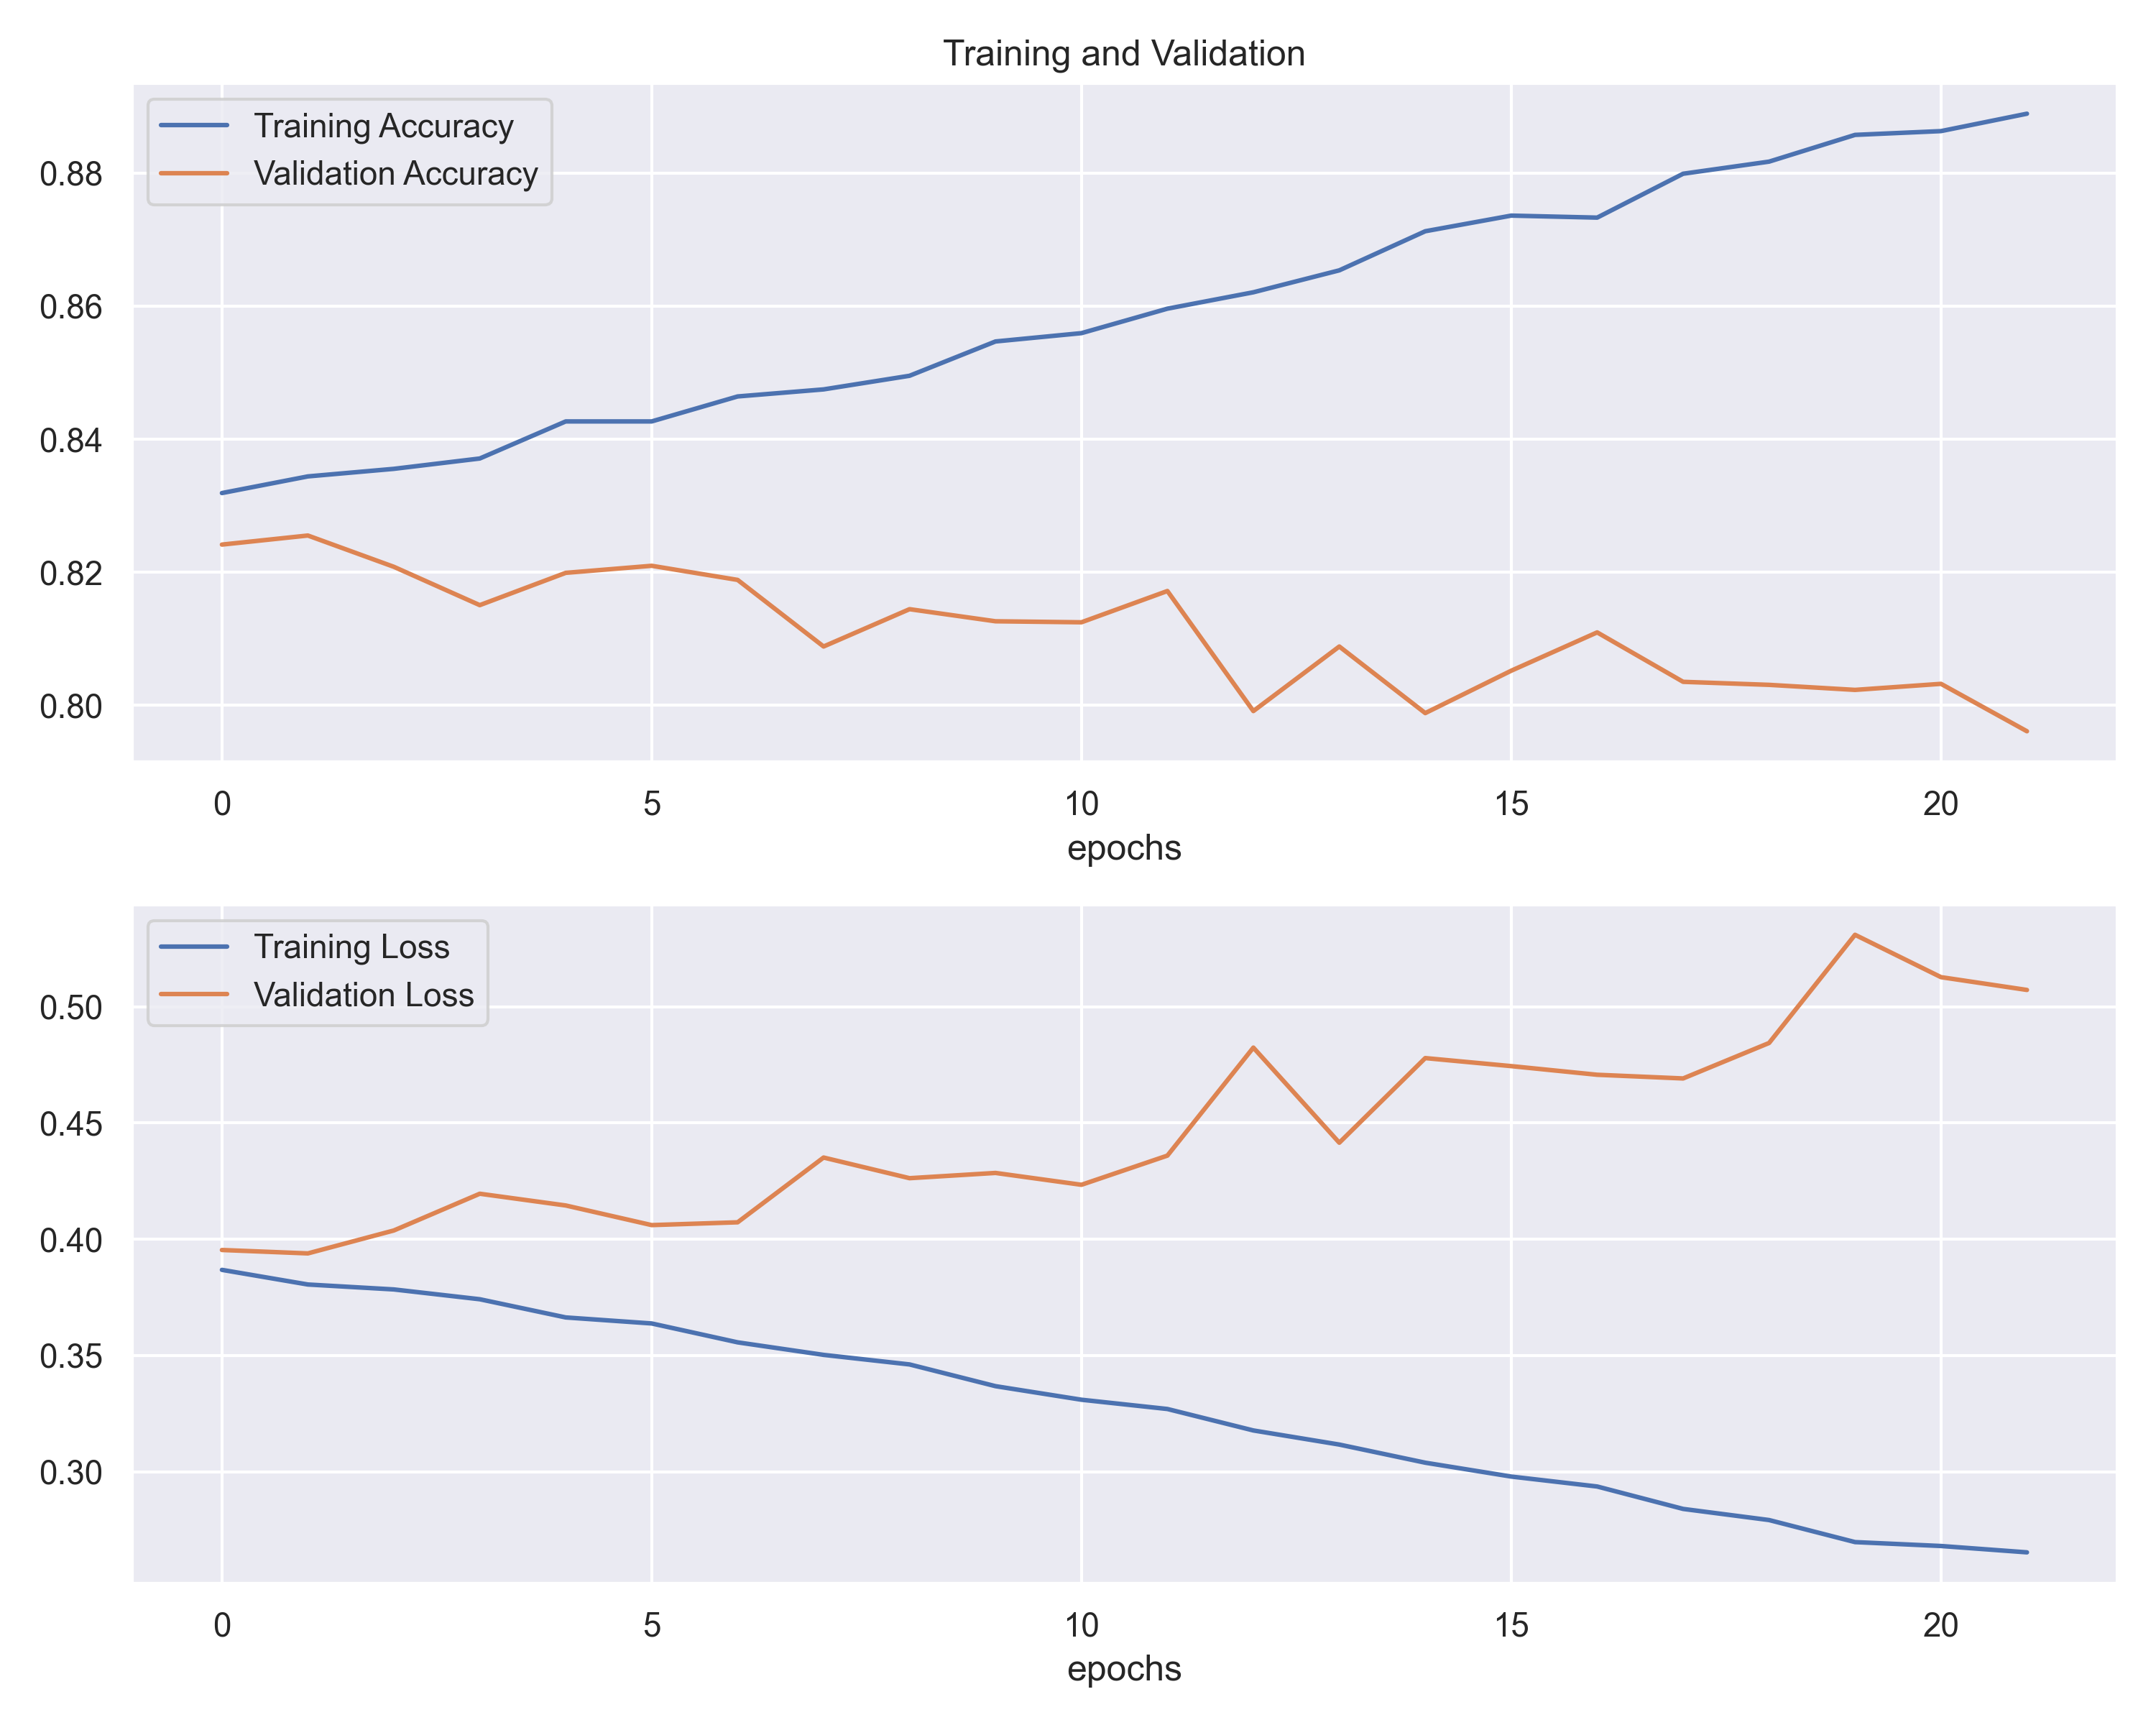 Training and Validation
Training Accuracy
Validation Accuracy
0.88
0.86
0.84
0.82
0.80
0 5 10 15 20
epochs
Training Loss
Validation Loss
0.50
0.45
0.40
0.35
0.30
0 5 10 15 20
epochs